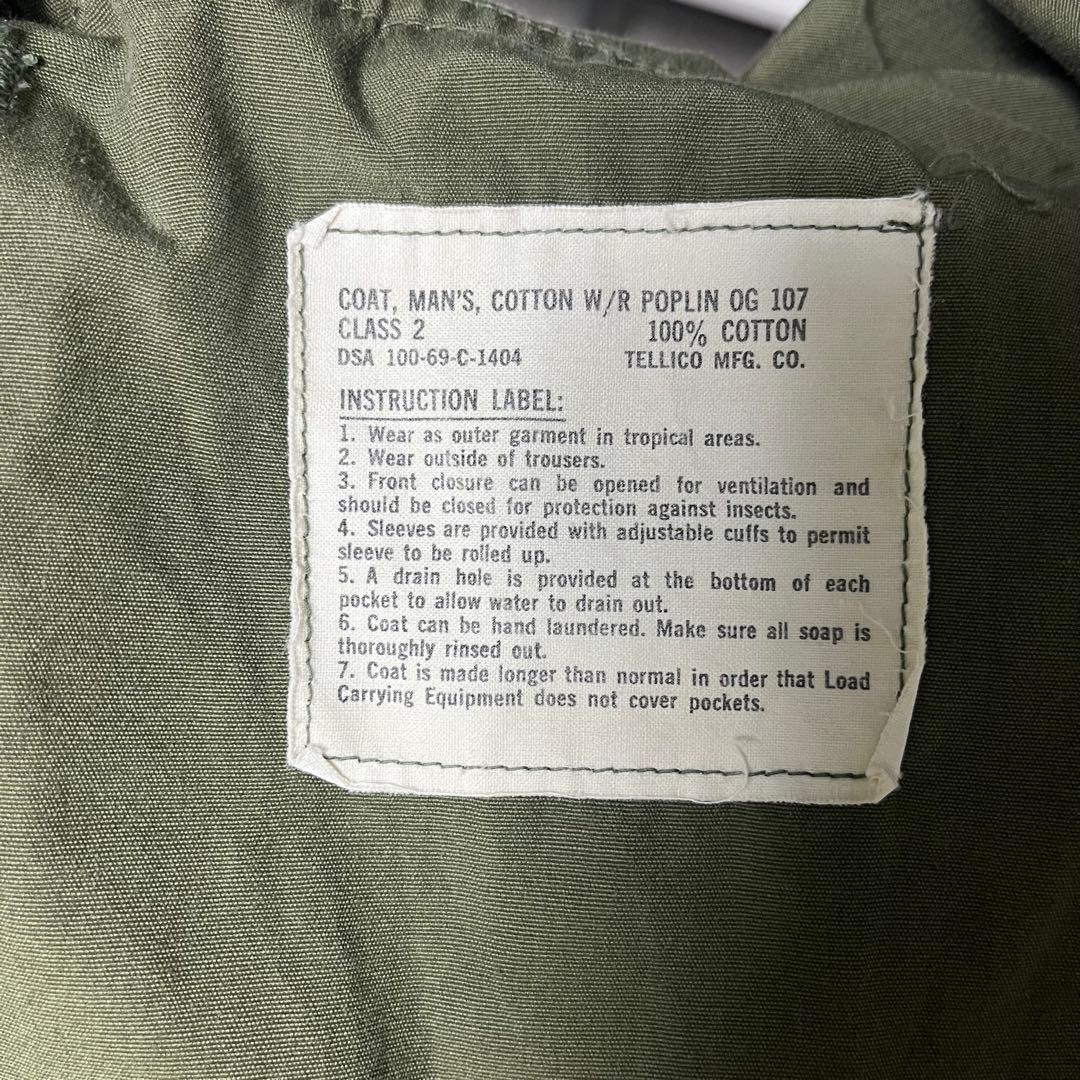 COAT, MAN'S, COTTON W/R POPLIN OG 107
CLASS 2 100% COTTON
DSA 100-69-C-1404 TELLICO MFG. CO.
INSTRUCTION LABEL:
1. Wear as outer garment in tropical areas.
2. Wear outside of trousers.
3. Front closure can be opened for ventilation and
should be closed for protection against insects.
4. Sleeves are provided with adjustable cuffs to permit
sleeve to be rolled up.
5. A drain hole is provided at the bottom of each
pocket to allow water to drain out.
6. Coat can be hand laundered. Make sure all soap is
thoroughly rinsed out.
7. Coat is made longer than normal in order that Load
Carrying Equipment does not cover pockets.